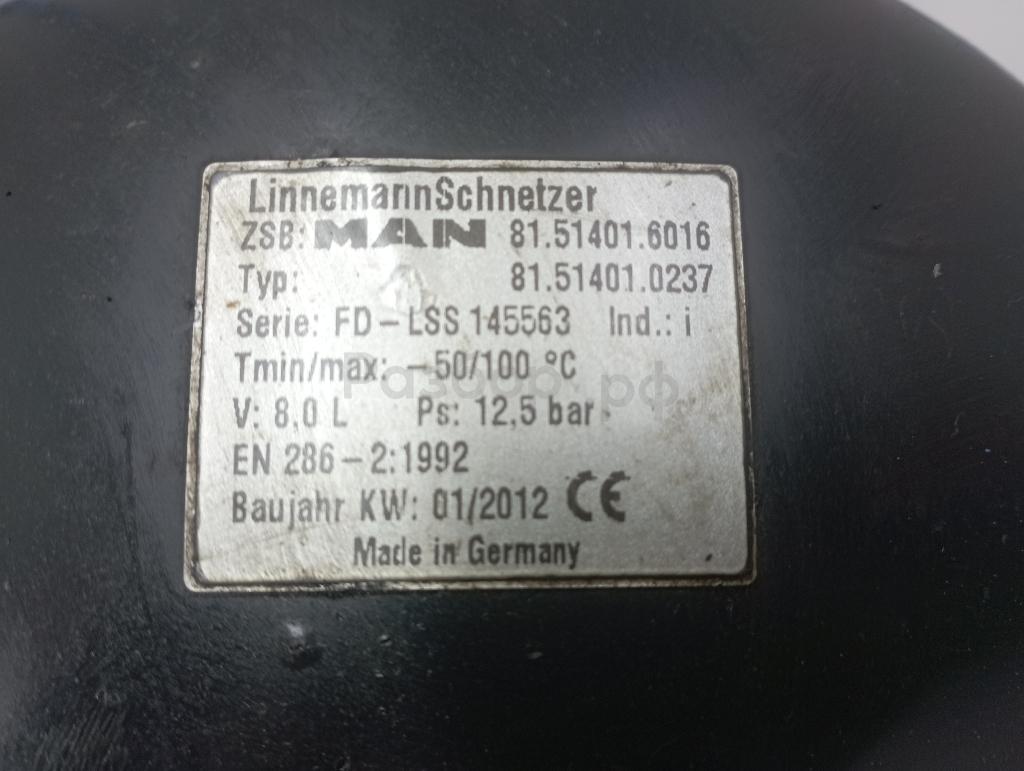 LinnemannSchnetzer
ZSB: MAN 81.51401.6016
Typ: 81.51401.0237
Serie: FD-LSS 145563 Ind.: i
Tmin/max: -50/100 °C
V: 8,0 L Ps: 12,5 bar
EN 286-2:1992
Baujahr KW: 01/2012 CE
Made in Germany